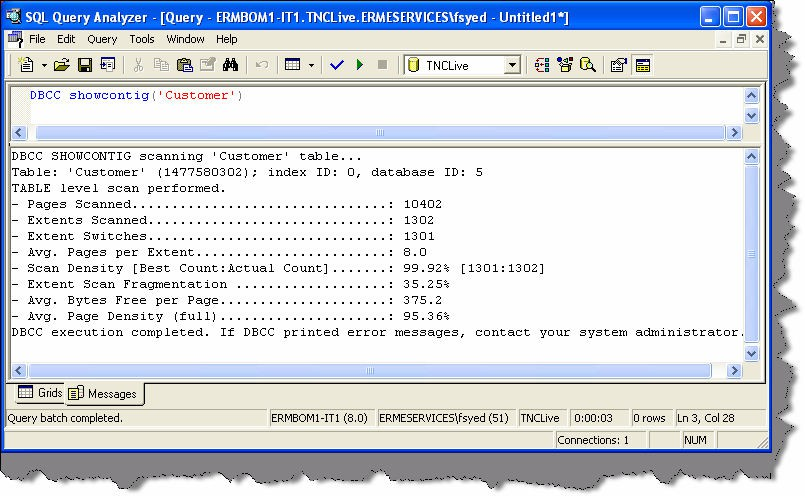 SQL Query Analyzer - [Query - ERMBOM1-IT1.TNCLive.ERMESERVICES\fsyed - Untitled1*]
File Edit Query Tools Window Help
TNCLive
DBCC showcontig('Customer')
DBCC SHOWCONTIG scanning 'Customer' table...
Table: 'Customer' (1477580302); index ID: 0, database ID: 5
TABLE level scan performed.
- Pages Scanned................................: 10402
- Extents Scanned..............................: 1302
- Extent Switches..............................: 1301
- Avg. Pages per Extent........................: 8.0
- Scan Density [Best Count:Actual Count].......: 99.92% [1301:1302]
- Extent Scan Fragmentation ...................: 35.25%
- Avg. Bytes Free per Page.....................: 375.2
- Avg. Page Density (full).....................: 95.36%
DBCC execution completed. If DBCC printed error messages, contact your system administrator.
Grids Messages
Query batch completed. ERMBOM1-IT1 (8.0) ERMESERVICES\fsyed (51) TNCLive 0:00:03 0 rows Ln 3, Col 28
Connections: 1 NUM